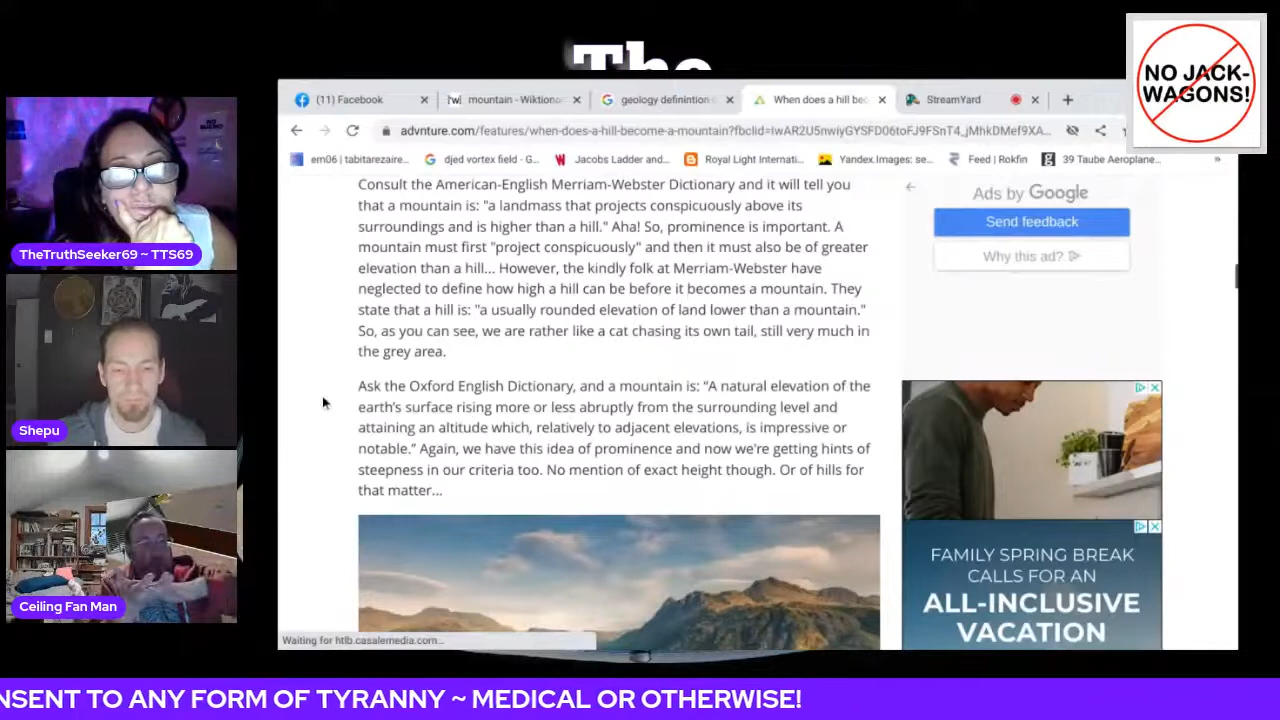 The
NO JACK-
WAGONS!
(11) Facebook
mountain - Wiktion
geology definintion
When does a hill bec
StreamYard
advnture.com/features/when-does-a-hill-become-a-mountain?fbclid=IwAR2U5nwiyGYSFD06toFJ9FSnT4_jMhkDMef9XA...
em06 | tabitarezaire...
djed vortex field - G...
Jacobs Ladder and...
Royal Light Internati...
Yandex.Images: se...
Feed | Rokfin
39 Taube Aeroplane...
»
Consult the American-English Merriam-Webster Dictionary and it will tell you
that a mountain is: "a landmass that projects conspicuously above its
surroundings and is higher than a hill." Aha! So, prominence is important. A
mountain must first "project conspicuously" and then it must also be of greater
elevation than a hill... However, the kindly folk at Merriam-Webster have
neglected to define how high a hill can be before it becomes a mountain. They
state that a hill is: "a usually rounded elevation of land lower than a mountain."
So, as you can see, we are rather like a cat chasing its own tail, still very much in
the grey area.
Ask the Oxford English Dictionary, and a mountain is: “A natural elevation of the
earth’s surface rising more or less abruptly from the surrounding level and
attaining an altitude which, relatively to adjacent elevations, is impressive or
notable.” Again, we have this idea of prominence and now we're getting hints of
steepness in our criteria too. No mention of exact height though. Or of hills for
that matter...
Ads by Google
Send feedback
Why this ad?
FAMILY SPRING BREAK
CALLS FOR AN
ALL-INCLUSIVE
VACATION
Waiting for htlb.casalemedia.com...
TheTruthSeeker69 ~ TTS69
Shepu
Ceiling Fan Man
NSENT TO ANY FORM OF TYRANNY ~ MEDICAL OR OTHERWISE!